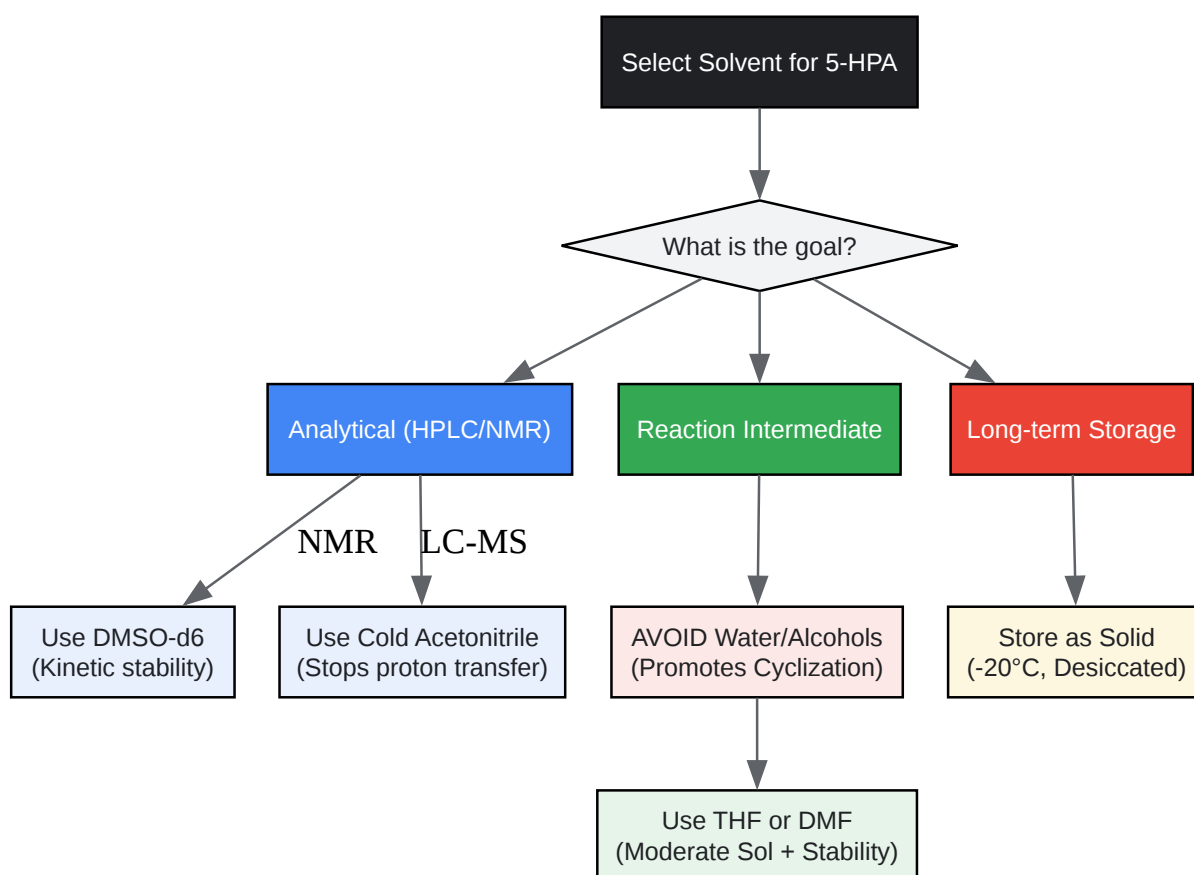 Select Solvent for 5-HPA
What is the goal?
Analytical (HPLC/NMR)
Reaction Intermediate
Long-term Storage
NMR
LC-MS
Use DMSO-d6
(Kinetic stability)
Use Cold Acetonitrile
(Stops proton transfer)
AVOID Water/Alcohols
(Promotes Cyclization)
Store as Solid
(-20°C, Desiccated)
Use THF or DMF
(Moderate Sol + Stability)